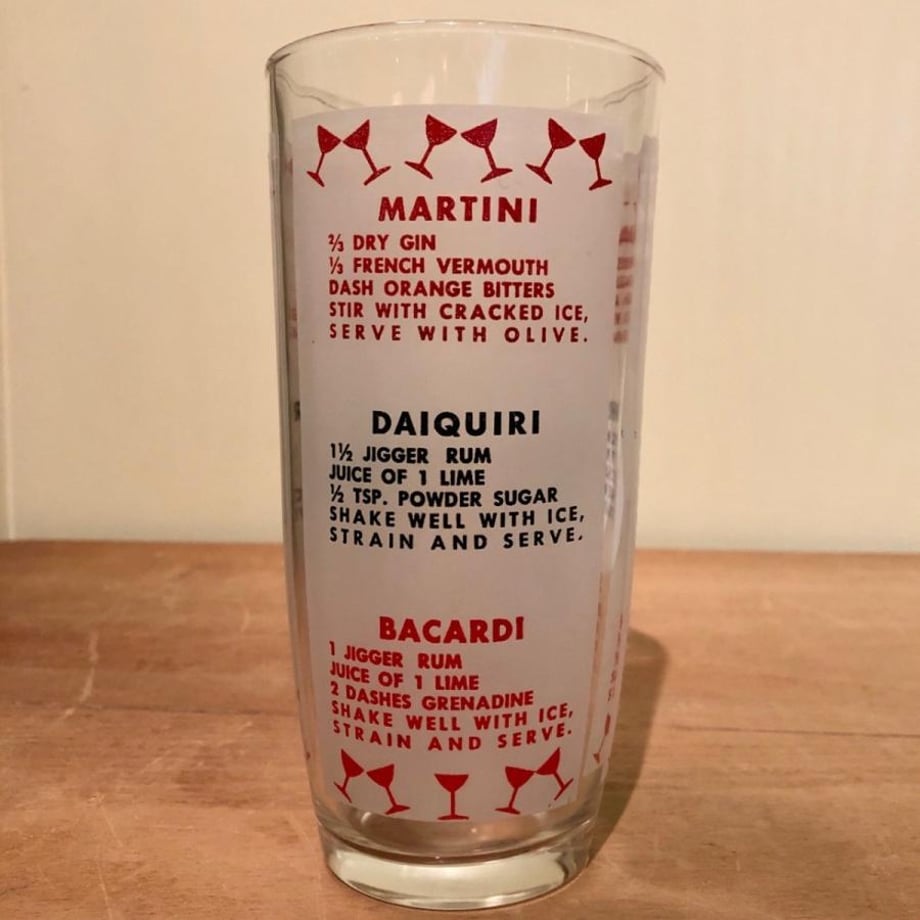 MARTINI
⅔ DRY GIN
⅓ FRENCH VERMOUTH
DASH ORANGE BITTERS
STIR WITH CRACKED ICE,
SERVE WITH OLIVE.
DAIQUIRI
1½ JIGGER RUM
JUICE OF 1 LIME
½ TSP. POWDER SUGAR
SHAKE WELL WITH ICE,
STRAIN AND SERVE.
BACARDI
1 JIGGER RUM
JUICE OF 1 LIME
2 DASHES GRENADINE
SHAKE WELL WITH ICE,
STRAIN AND SERVE.